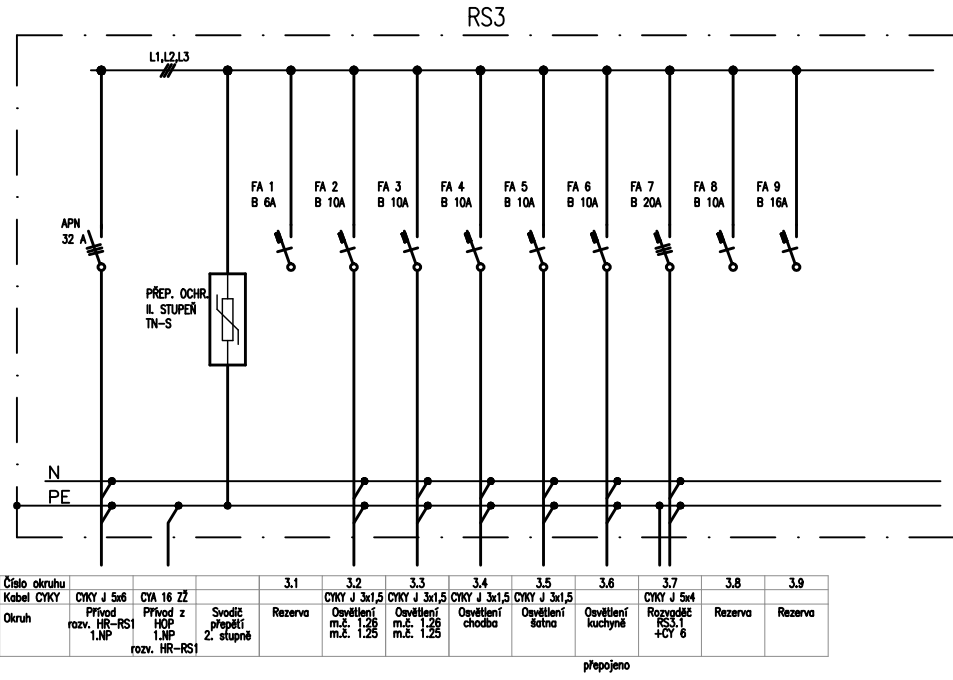 RS3
L1,L2,L3
APN
32 A
PŘEP. OCHR.
II. STUPEŇ
TN-S
FA 1
B 6A
FA 2
B 10A
FA 3
B 10A
FA 4
B 10A
FA 5
B 10A
FA 6
B 10A
FA 7
B 20A
FA 8
B 10A
FA 9
B 16A
N
PE
Číslo okruhu 3.1 3.2 3.3 3.4 3.5 3.6 3.7 3.8 3.9
Kabel CYKY CYKY J 5x6 CYA 16 ZŽ CYKY J 3x1,5 CYKY J 3x1,5 CYKY J 3x1,5 CYKY J 3x1,5 CYKY J 5x4
Okruh
Přívod
rozv. HR-RS1
1.NP
Přívod z
HOP
1.NP
rozv. HR-RS1
Svodič
přepětí
2. stupně
Rezerva
Osvětlení
m.č. 1.26
m.č. 1.25
Osvětlení
m.č. 1.26
m.č. 1.25
Osvětlení
chodba
Osvětlení
šatna
Osvětlení
kuchyně
Rozvaděč
RS3.1
+CY 6
Rezerva
Rezerva
přepojeno